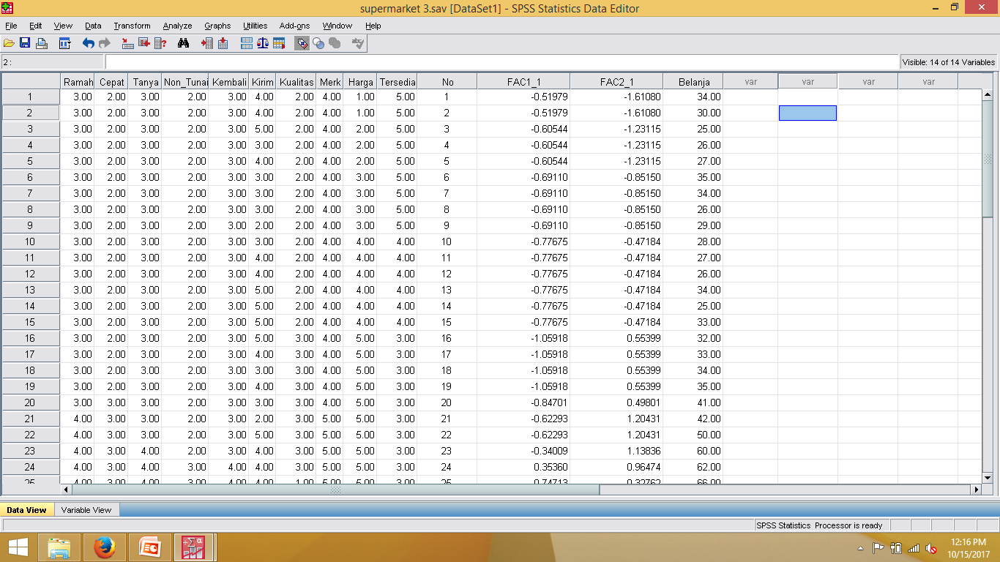 supermarket 3.sav [DataSet1] - SPSS Statistics Data Editor
File Edit View Data Transform Analyze Graphs Utilities Add-ons Window Help
2 : Visible: 14 of 14 Variables
Ramah Cepat Tanya Non_Tunai Kembali Kirim Kualitas Merk Harga Tersedia No FAC1_1 FAC2_1 Belanja var var var var
1 3.00 2.00 3.00 2.00 3.00 4.00 2.00 4.00 1.00 5.00 1 -0.51979 -1.61080 34.00
2 3.00 2.00 3.00 2.00 3.00 4.00 2.00 4.00 1.00 5.00 2 -0.51979 -1.61080 30.00
3 3.00 2.00 3.00 2.00 3.00 5.00 2.00 4.00 2.00 5.00 3 -0.60544 -1.23115 25.00
4 3.00 2.00 3.00 2.00 3.00 3.00 2.00 4.00 2.00 5.00 4 -0.60544 -1.23115 26.00
5 3.00 2.00 3.00 2.00 3.00 4.00 2.00 4.00 2.00 5.00 5 -0.60544 -1.23115 27.00
6 3.00 2.00 3.00 2.00 3.00 3.00 2.00 4.00 3.00 5.00 6 -0.69110 -0.85150 35.00
7 3.00 2.00 3.00 2.00 3.00 3.00 2.00 4.00 3.00 5.00 7 -0.69110 -0.85150 34.00
8 3.00 2.00 3.00 2.00 3.00 3.00 2.00 4.00 3.00 5.00 8 -0.69110 -0.85150 26.00
9 3.00 2.00 3.00 2.00 3.00 2.00 2.00 4.00 3.00 5.00 9 -0.69110 -0.85150 29.00
10 3.00 2.00 3.00 2.00 3.00 3.00 2.00 4.00 4.00 4.00 10 -0.77675 -0.47184 28.00
11 3.00 2.00 3.00 2.00 3.00 4.00 2.00 4.00 4.00 4.00 11 -0.77675 -0.47184 27.00
12 3.00 2.00 3.00 2.00 3.00 4.00 2.00 4.00 4.00 4.00 12 -0.77675 -0.47184 26.00
13 3.00 2.00 3.00 2.00 3.00 5.00 2.00 4.00 4.00 4.00 13 -0.77675 -0.47184 34.00
14 3.00 2.00 3.00 2.00 3.00 5.00 2.00 4.00 4.00 4.00 14 -0.77675 -0.47184 25.00
15 3.00 2.00 3.00 2.00 3.00 5.00 2.00 4.00 4.00 4.00 15 -0.77675 -0.47184 33.00
16 3.00 2.00 3.00 2.00 3.00 5.00 3.00 4.00 5.00 3.00 16 -1.05918 0.55399 32.00
17 3.00 2.00 3.00 2.00 3.00 4.00 3.00 4.00 5.00 3.00 17 -1.05918 0.55399 33.00
18 3.00 2.00 3.00 2.00 3.00 3.00 3.00 4.00 5.00 3.00 18 -1.05918 0.55399 34.00
19 3.00 2.00 3.00 2.00 3.00 4.00 3.00 4.00 5.00 3.00 19 -1.05918 0.55399 35.00
20 3.00 3.00 3.00 2.00 3.00 3.00 3.00 4.00 5.00 3.00 20 -0.84701 0.49801 41.00
21 4.00 3.00 3.00 2.00 3.00 2.00 3.00 5.00 5.00 3.00 21 -0.62293 1.20431 42.00
22 4.00 3.00 3.00 2.00 3.00 5.00 3.00 5.00 5.00 3.00 22 -0.62293 1.20431 50.00
23 4.00 3.00 4.00 2.00 3.00 4.00 3.00 5.00 5.00 3.00 23 -0.34009 1.13836 60.00
24 4.00 3.00 4.00 3.00 4.00 4.00 3.00 5.00 5.00 3.00 24 0.35360 0.96474 62.00
25 4.00 3.00 4.00 3.00 4.00 4.00 1.00 5.00 5.00 3.00 25 0.74713 0.32762 66.00
Data View Variable View
SPSS Statistics Processor is ready
12:16 PM
10/15/2017